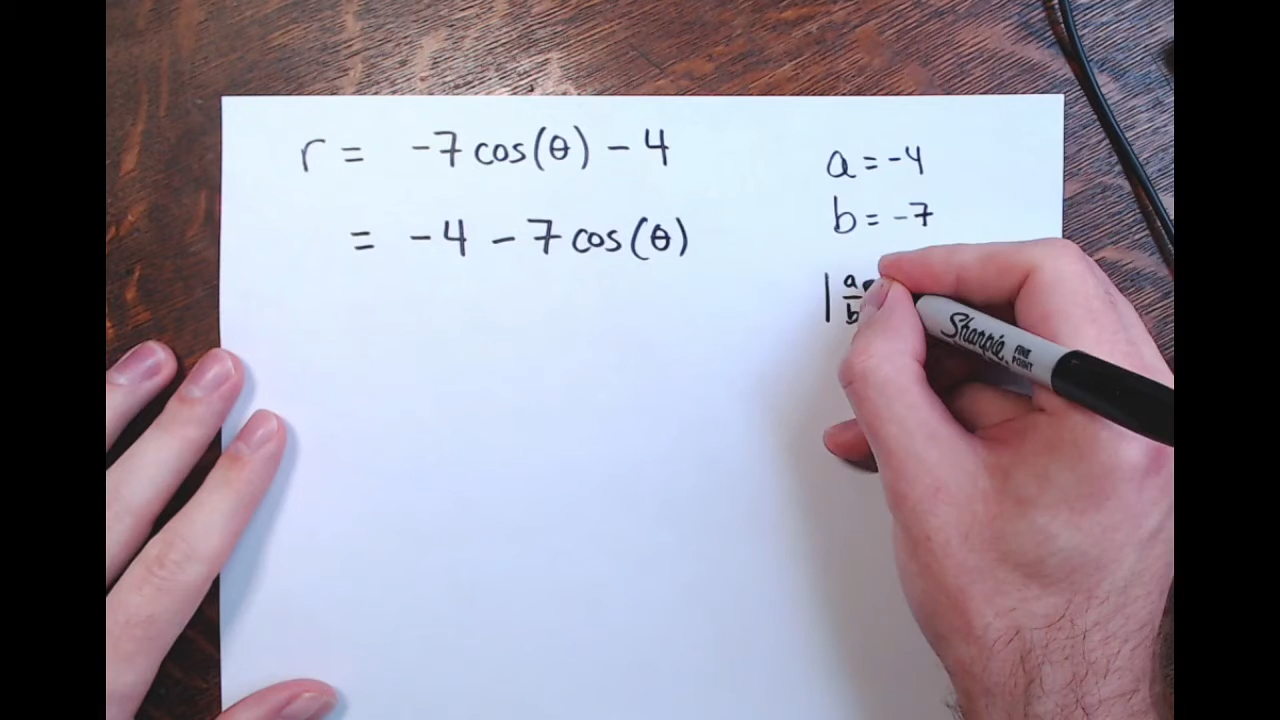 r = -7 cos(θ) - 4
= -4 - 7 cos(θ)
a = -4
b = -7
|a/b
Sharpie
FINE POINT